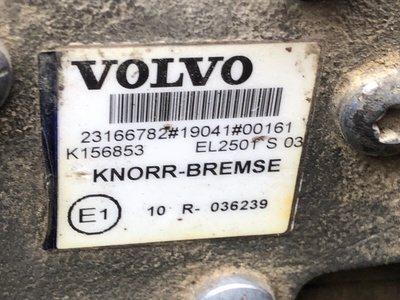 VOLVO
23166782#19041#00161
K156853 EL2501 S 03
KNORR-BREMSE
E1 10 R- 036239